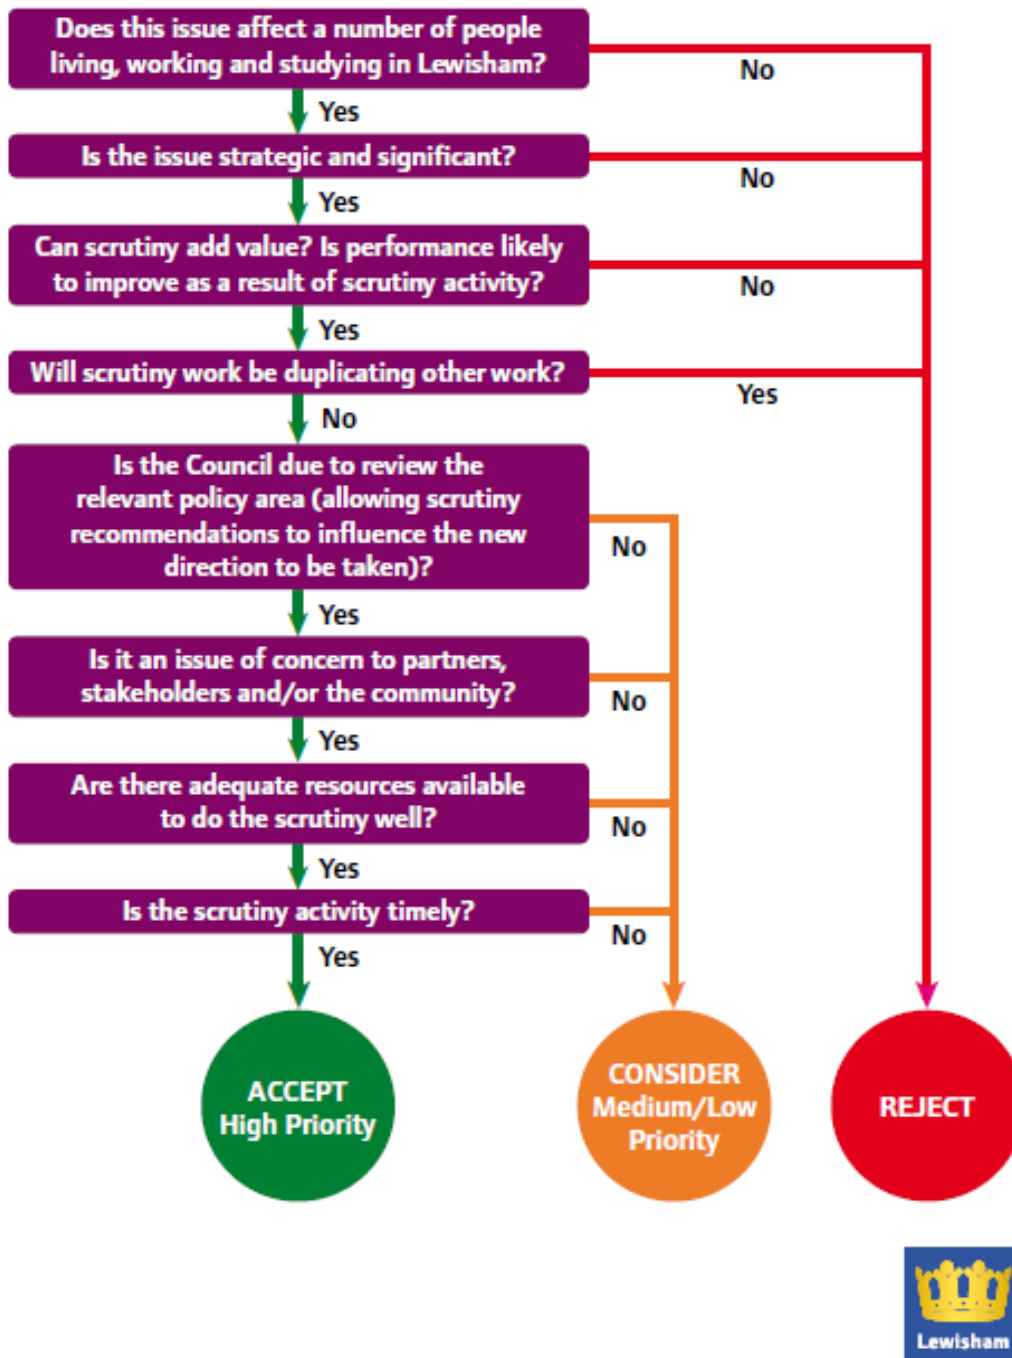 Does this issue affect a number of people
living, working and studying in Lewisham?
No
Yes
Is the issue strategic and significant?
No
Yes
Can scrutiny add value? Is performance likely
to improve as a result of scrutiny activity?
No
Yes
Will scrutiny work be duplicating other work?
Yes
No
Is the Council due to review the
relevant policy area (allowing scrutiny
recommendations to influence the new
direction to be taken)?
No
Yes
Is it an issue of concern to partners,
stakeholders and/or the community?
No
Yes
Are there adequate resources available
to do the scrutiny well?
No
Yes
Is the scrutiny activity timely?
No
Yes
ACCEPT
High Priority
CONSIDER
Medium/Low
Priority
REJECT
Lewisham